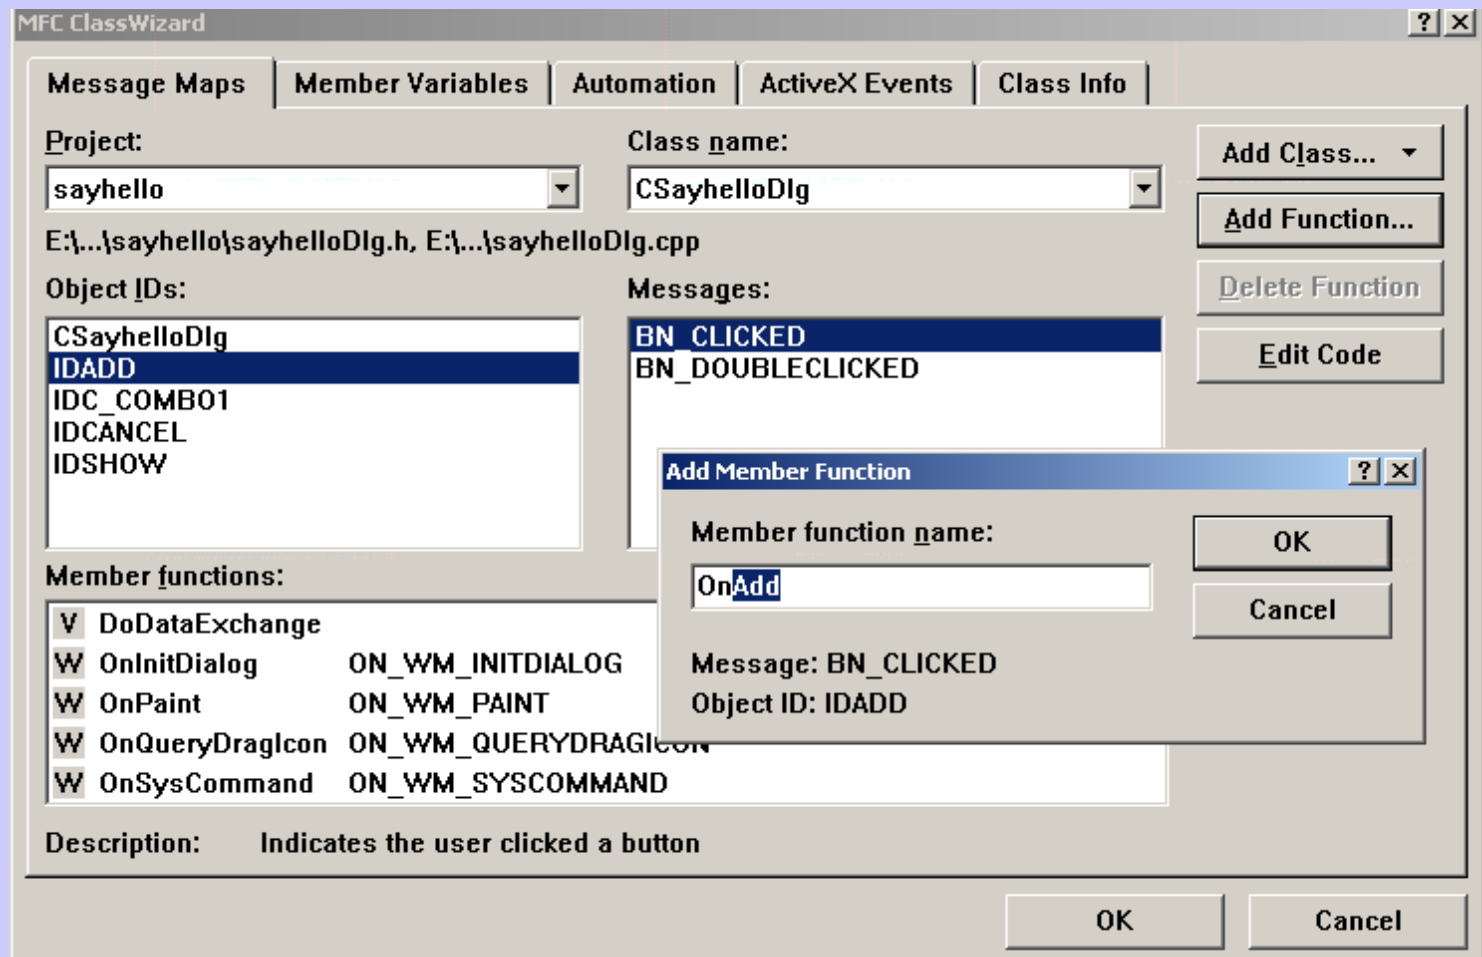 MFC ClassWizard
Message Maps
Member Variables
Automation
ActiveX Events
Class Info
Project:
Class name:
sayhello
CSayhelloDlg
E:\...\sayhello\sayhelloDlg.h, E:\...\sayhelloDlg.cpp
Add Class...
Add Function...
Delete Function
Edit Code
Object IDs:
CSayhelloDlg
IDADD
IDC_COMBO1
IDCANCEL
IDSHOW
Messages:
BN_CLICKED
BN_DOUBLECLICKED
Add Member Function
Member function name:
OnAdd
OK
Cancel
Message: BN_CLICKED
Object ID: IDADD
Member functions:
V DoDataExchange
W OnInitDialog ON_WM_INITDIALOG
W OnPaint ON_WM_PAINT
W OnQueryDragIcon ON_WM_QUERYDRAGICON
W OnSysCommand ON_WM_SYSCOMMAND
Description: Indicates the user clicked a button
OK
Cancel